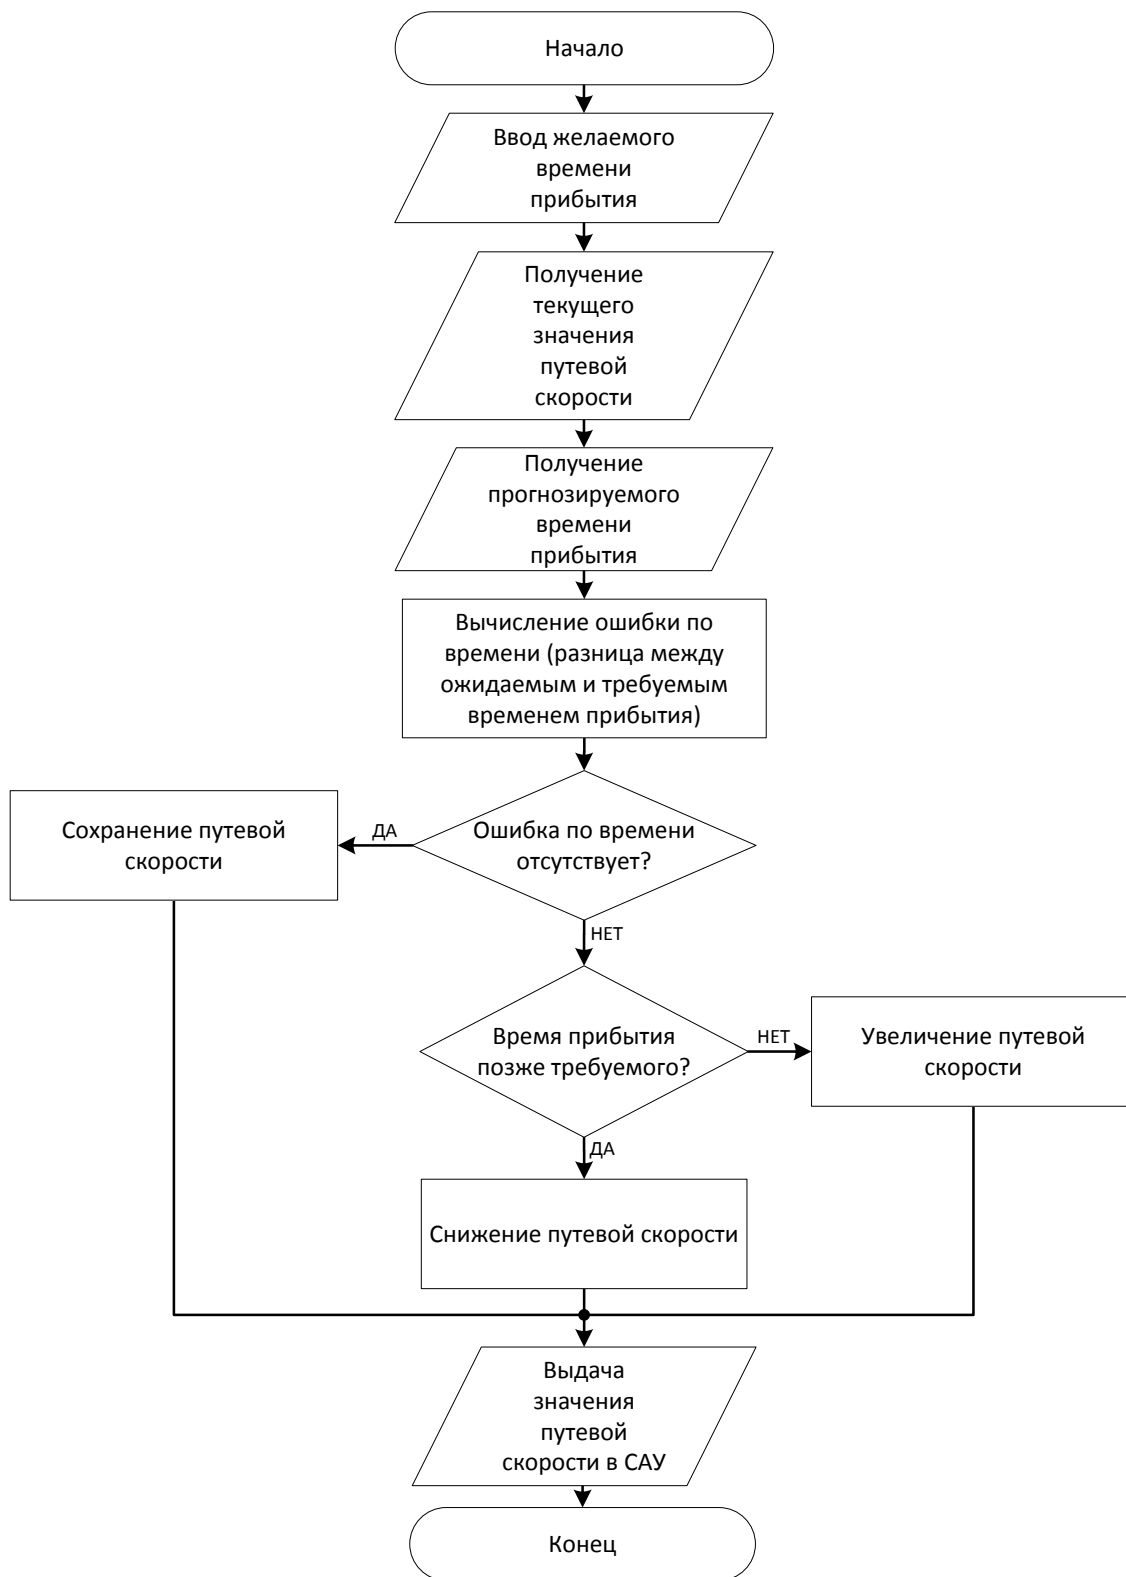 Начало
Ввод желаемого
времени
прибытия
Получение
текущего
значения
путевой
скорости
Получение
прогнозируемого
времени
прибытия
Вычисление ошибки по
времени (разница между
ожидаемым и требуемым
временем прибытия)
Сохранение путевой
скорости
ДА
Ошибка по времени
отсутствует?
НЕТ
Время прибытия
позже требуемого?
НЕТ
Увеличение путевой
скорости
ДА
Снижение путевой скорости
Выдача
значения
путевой
скорости в САУ
Конец